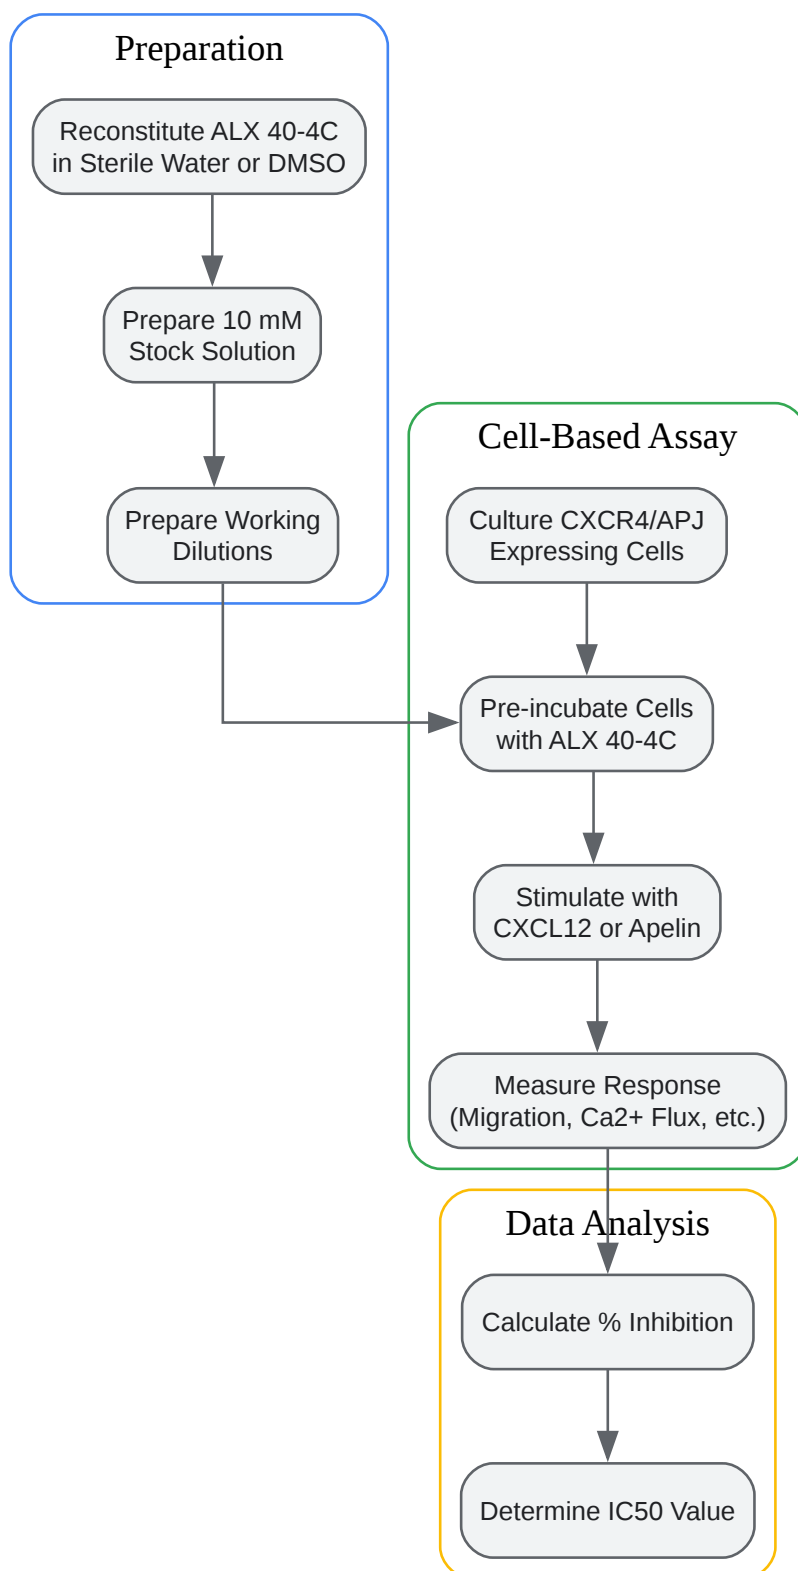 Preparation
Reconstitute ALX 40-4C
in Sterile Water or DMSO
Prepare 10 mM
Stock Solution
Prepare Working
Dilutions
Cell-Based Assay
Culture CXCR4/APJ
Expressing Cells
Pre-incubate Cells
with ALX 40-4C
Stimulate with
CXCL12 or Apelin
Measure Response
(Migration, Ca2+ Flux, etc.)
Data Analysis
Calculate % Inhibition
Determine IC50 Value